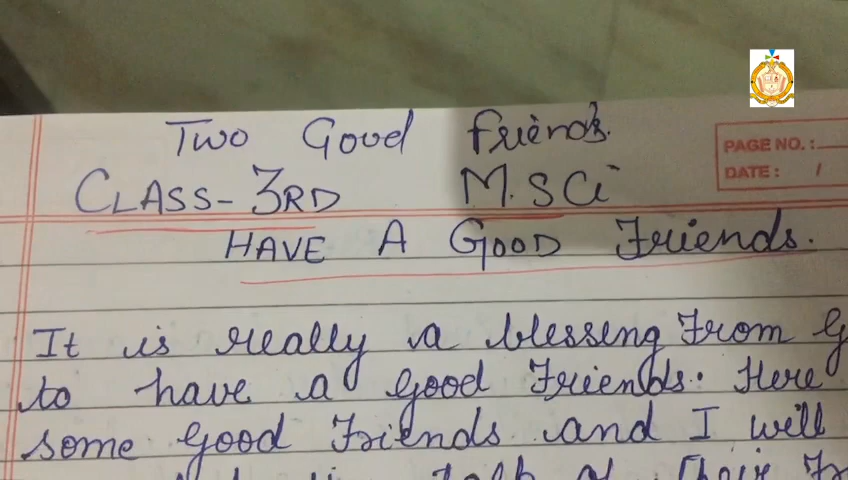 Two Good friends.
PAGE NO.:
DATE: /
CLASS-3RD M.SCi
HAVE A GOOD Friends.
It is really a blessing From
to have a good Friends. Here
some good Friends and I will